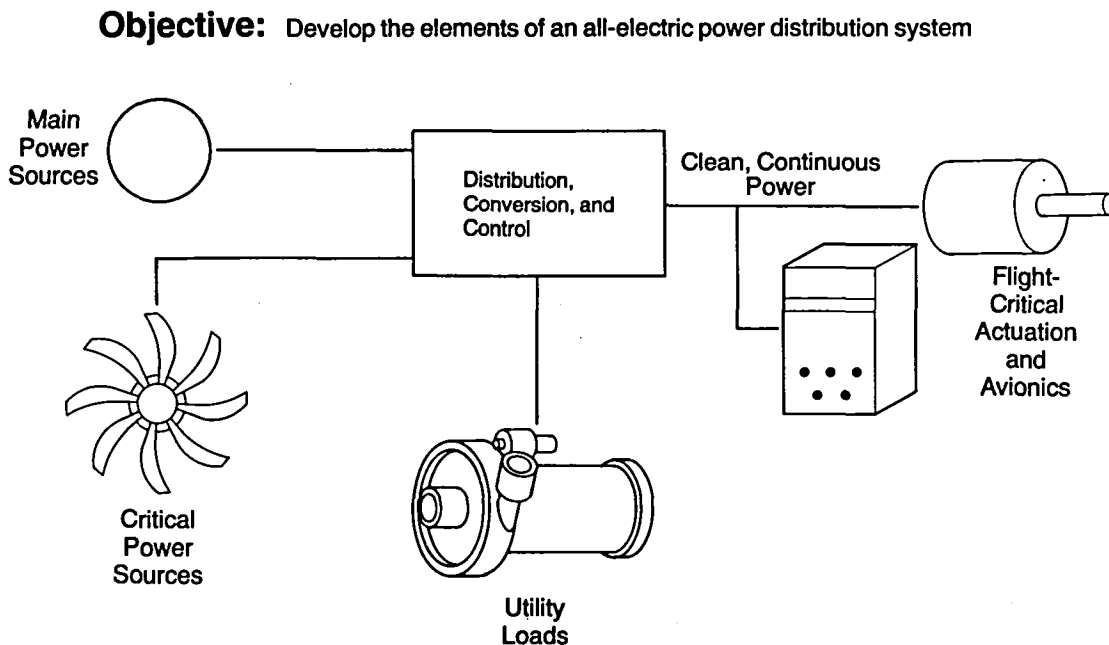 Objective: Develop the elements of an all-electric power distribution system
Main
Power
Sources
Distribution,
Conversion, and
Control
Clean, Continuous
Power
Flight-
Critical
Actuation
and
Avionics
Critical
Power
Sources
Utility
Loads